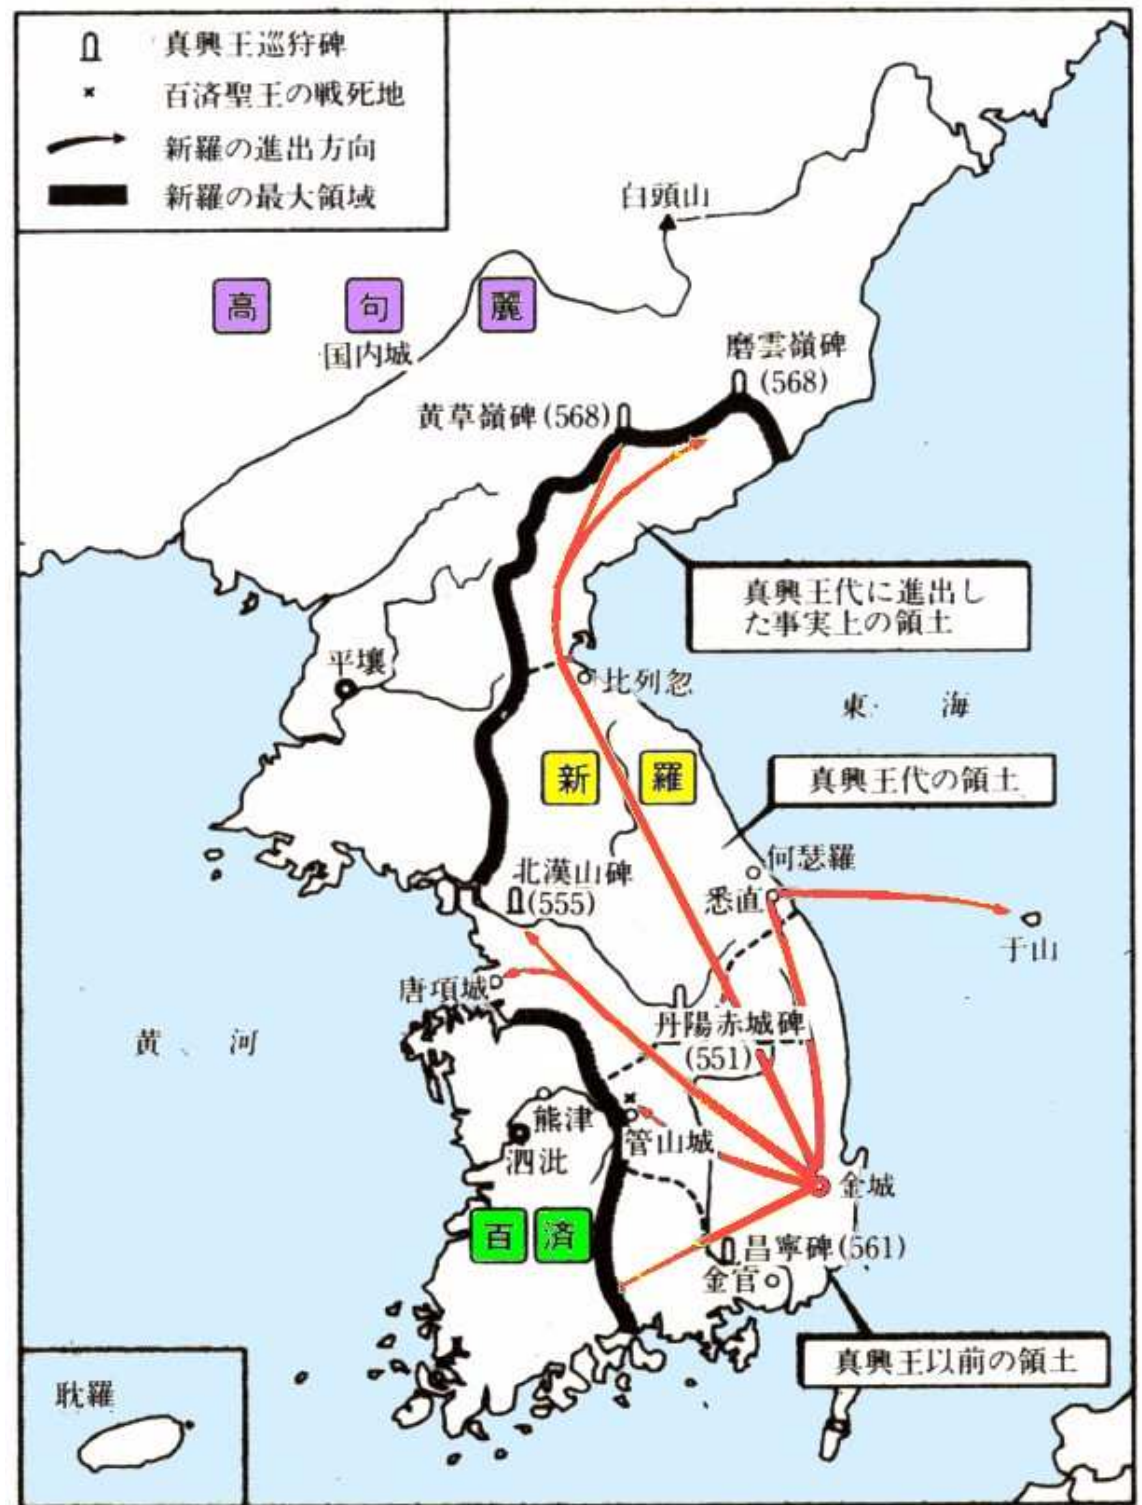 真興王巡狩碑
百済聖王の戦死地
新羅の進出方向
新羅の最大領域
白頭山
高句麗
国内城
磨雲嶺碑
(568)
黄草嶺碑(568)
真興王代に進出し
た事実上の領土
平壌
比列忽
東海
新羅
真興王代の領土
何瑟羅
北漢山碑
(555)
悉直
于山
唐項城
丹陽赤城碑
(551)
黄河
熊津
管山城
泗沘
金城
百済
昌寧碑(561)
金官
真興王以前の領土
耽羅